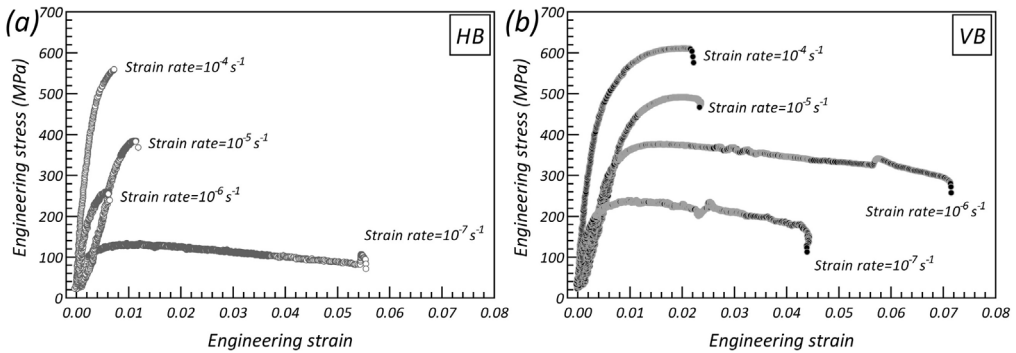 (a)
HB
Engineering stress (MPa)
700
600
500
400
300
200
100
0
Strain rate=10⁻⁴ s⁻¹
Strain rate=10⁻⁵ s⁻¹
Strain rate=10⁻⁶ s⁻¹
Strain rate=10⁻⁷ s⁻¹
0.00 0.01 0.02 0.03 0.04 0.05 0.06 0.07 0.08
Engineering strain
(b)
VB
Engineering stress (MPa)
700
600
500
400
300
200
100
0
Strain rate=10⁻⁴ s⁻¹
Strain rate=10⁻⁵ s⁻¹
Strain rate=10⁻⁶ s⁻¹
Strain rate=10⁻⁷ s⁻¹
0.00 0.01 0.02 0.03 0.04 0.05 0.06 0.07 0.08
Engineering strain